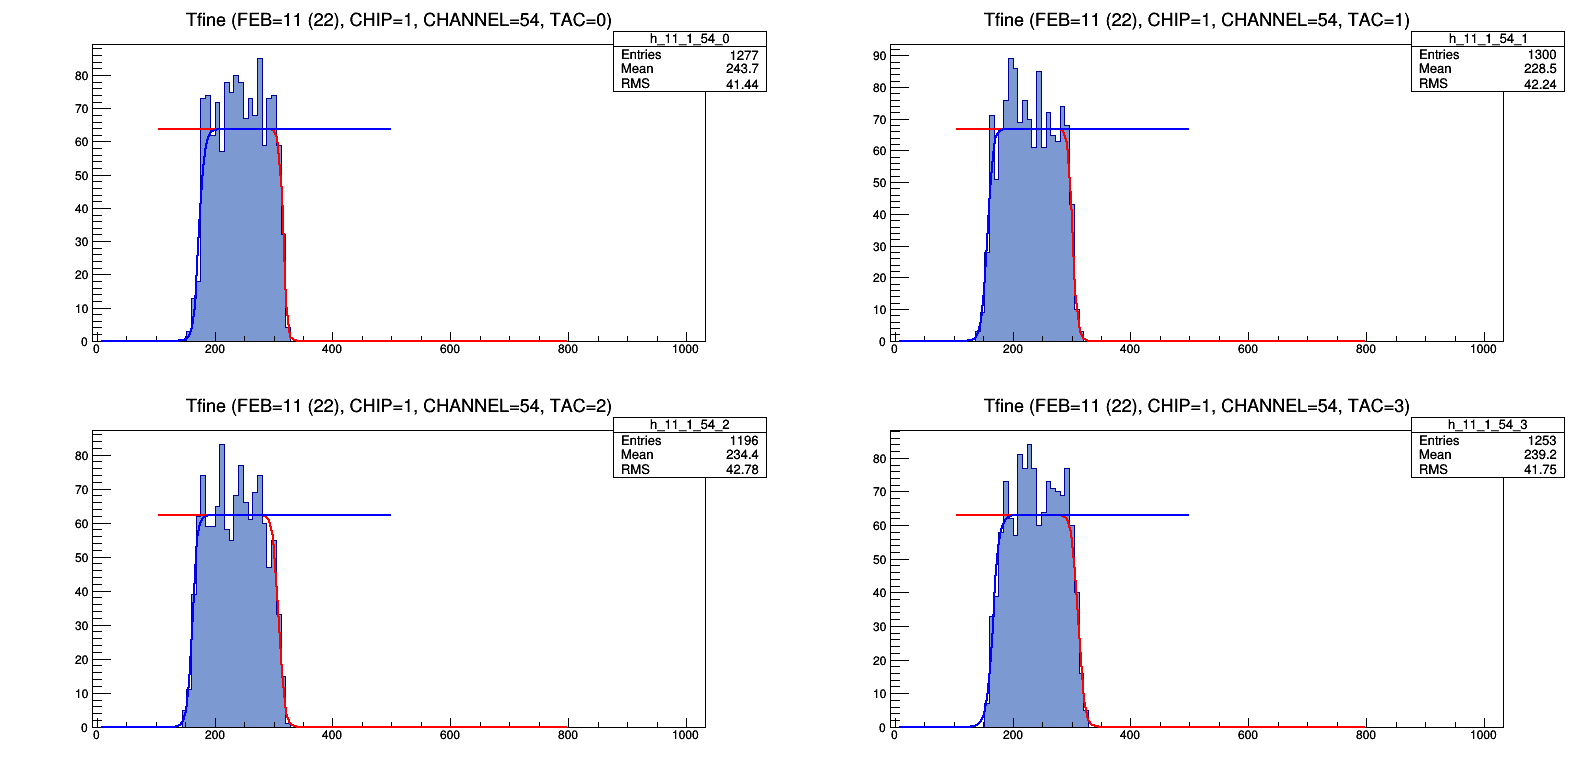 Tfine (FEB=11 (22), CHIP=1, CHANNEL=54, TAC=0)
h_11_1_54_0
Entries 1277
Mean 243.7
RMS 41.44
80
70
60
50
40
30
20
10
0
0 200 400 600 800 1000
Tfine (FEB=11 (22), CHIP=1, CHANNEL=54, TAC=1)
h_11_1_54_1
Entries 1300
Mean 228.5
RMS 42.24
90
80
70
60
50
40
30
20
10
0
0 200 400 600 800 1000
Tfine (FEB=11 (22), CHIP=1, CHANNEL=54, TAC=2)
h_11_1_54_2
Entries 1196
Mean 234.4
RMS 42.78
80
70
60
50
40
30
20
10
0
0 200 400 600 800 1000
Tfine (FEB=11 (22), CHIP=1, CHANNEL=54, TAC=3)
h_11_1_54_3
Entries 1253
Mean 239.2
RMS 41.75
80
70
60
50
40
30
20
10
0
0 200 400 600 800 1000